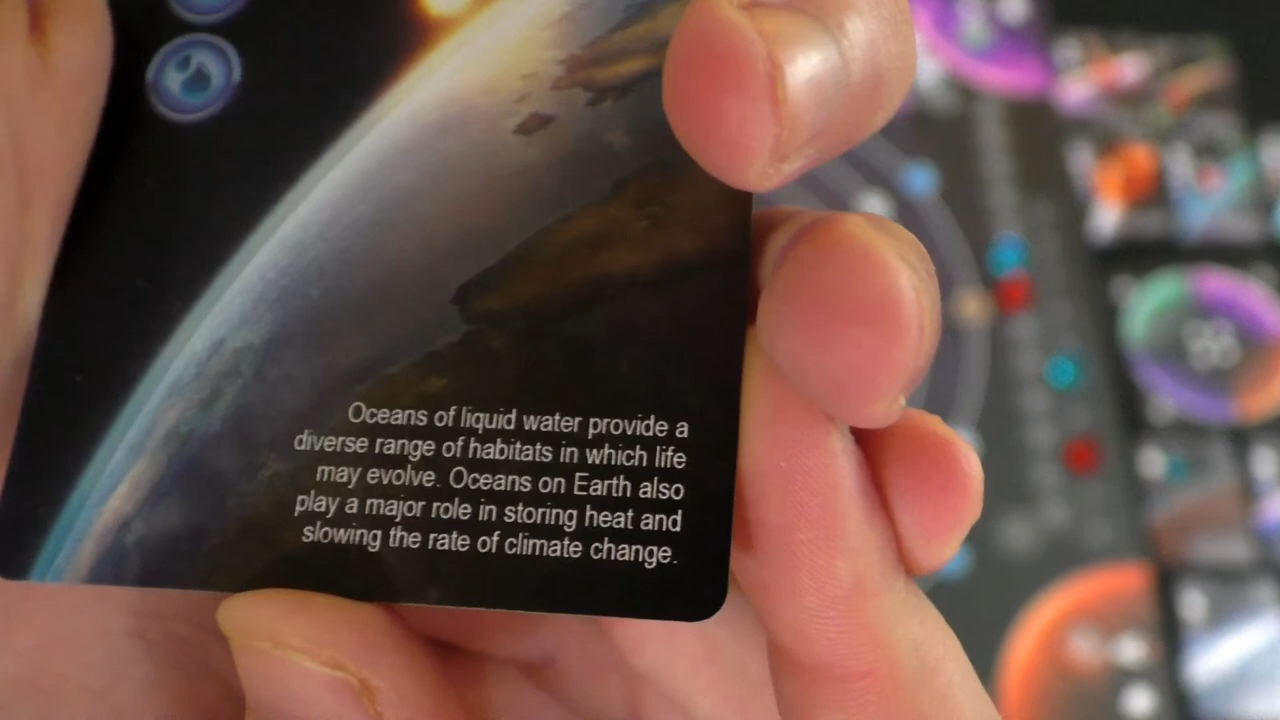 Oceans of liquid water provide a
diverse range of habitats in which life
may evolve. Oceans on Earth also
play a major role in storing heat and
slowing the rate of climate change.